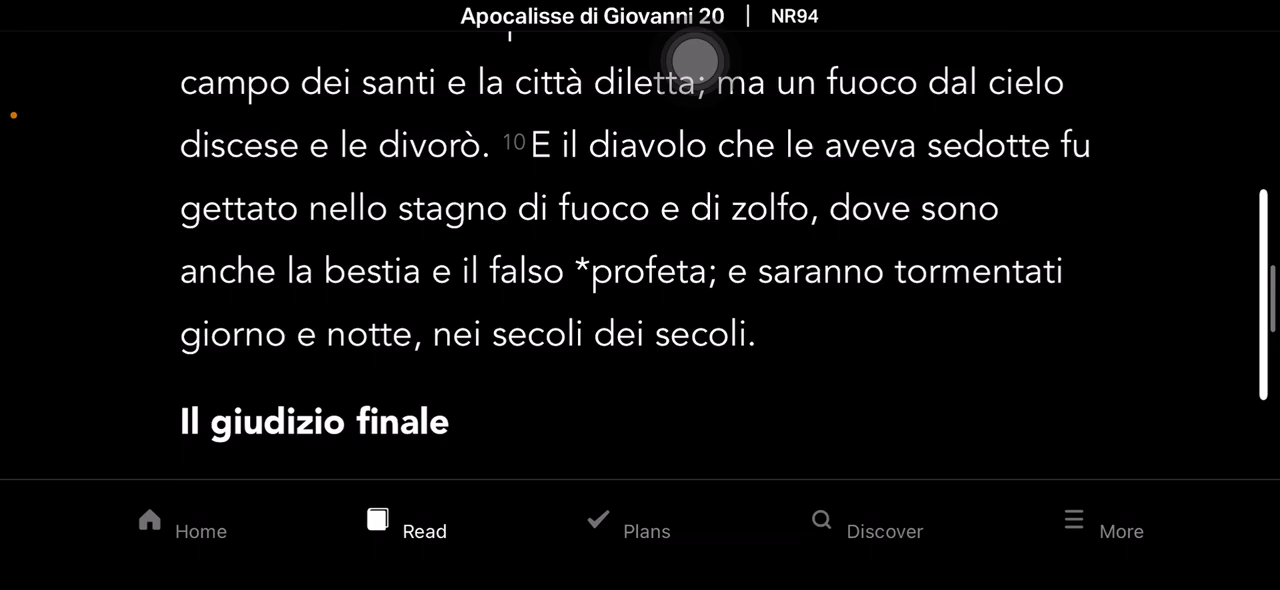 Apocalisse di Giovanni 20 | NR94
campo dei santi e la città diletta; ma un fuoco dal cielo
discese e le divorò. 10 E il diavolo che le aveva sedotte fu
gettato nello stagno di fuoco e di zolfo, dove sono
anche la bestia e il falso *profeta; e saranno tormentati
giorno e notte, nei secoli dei secoli.
Il giudizio finale
Home Read Plans Discover More